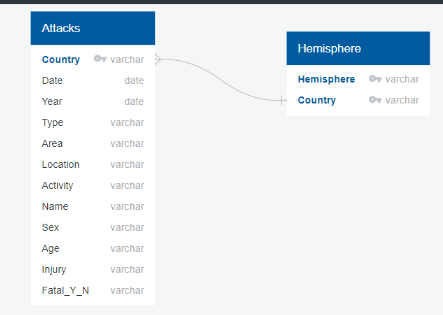 Attacks
Country varchar
Date date
Year date
Type varchar
Area varchar
Location varchar
Activity varchar
Name varchar
Sex varchar
Age varchar
Injury varchar
Fatal_Y_N varchar
Hemisphere
Hemisphere varchar
Country varchar